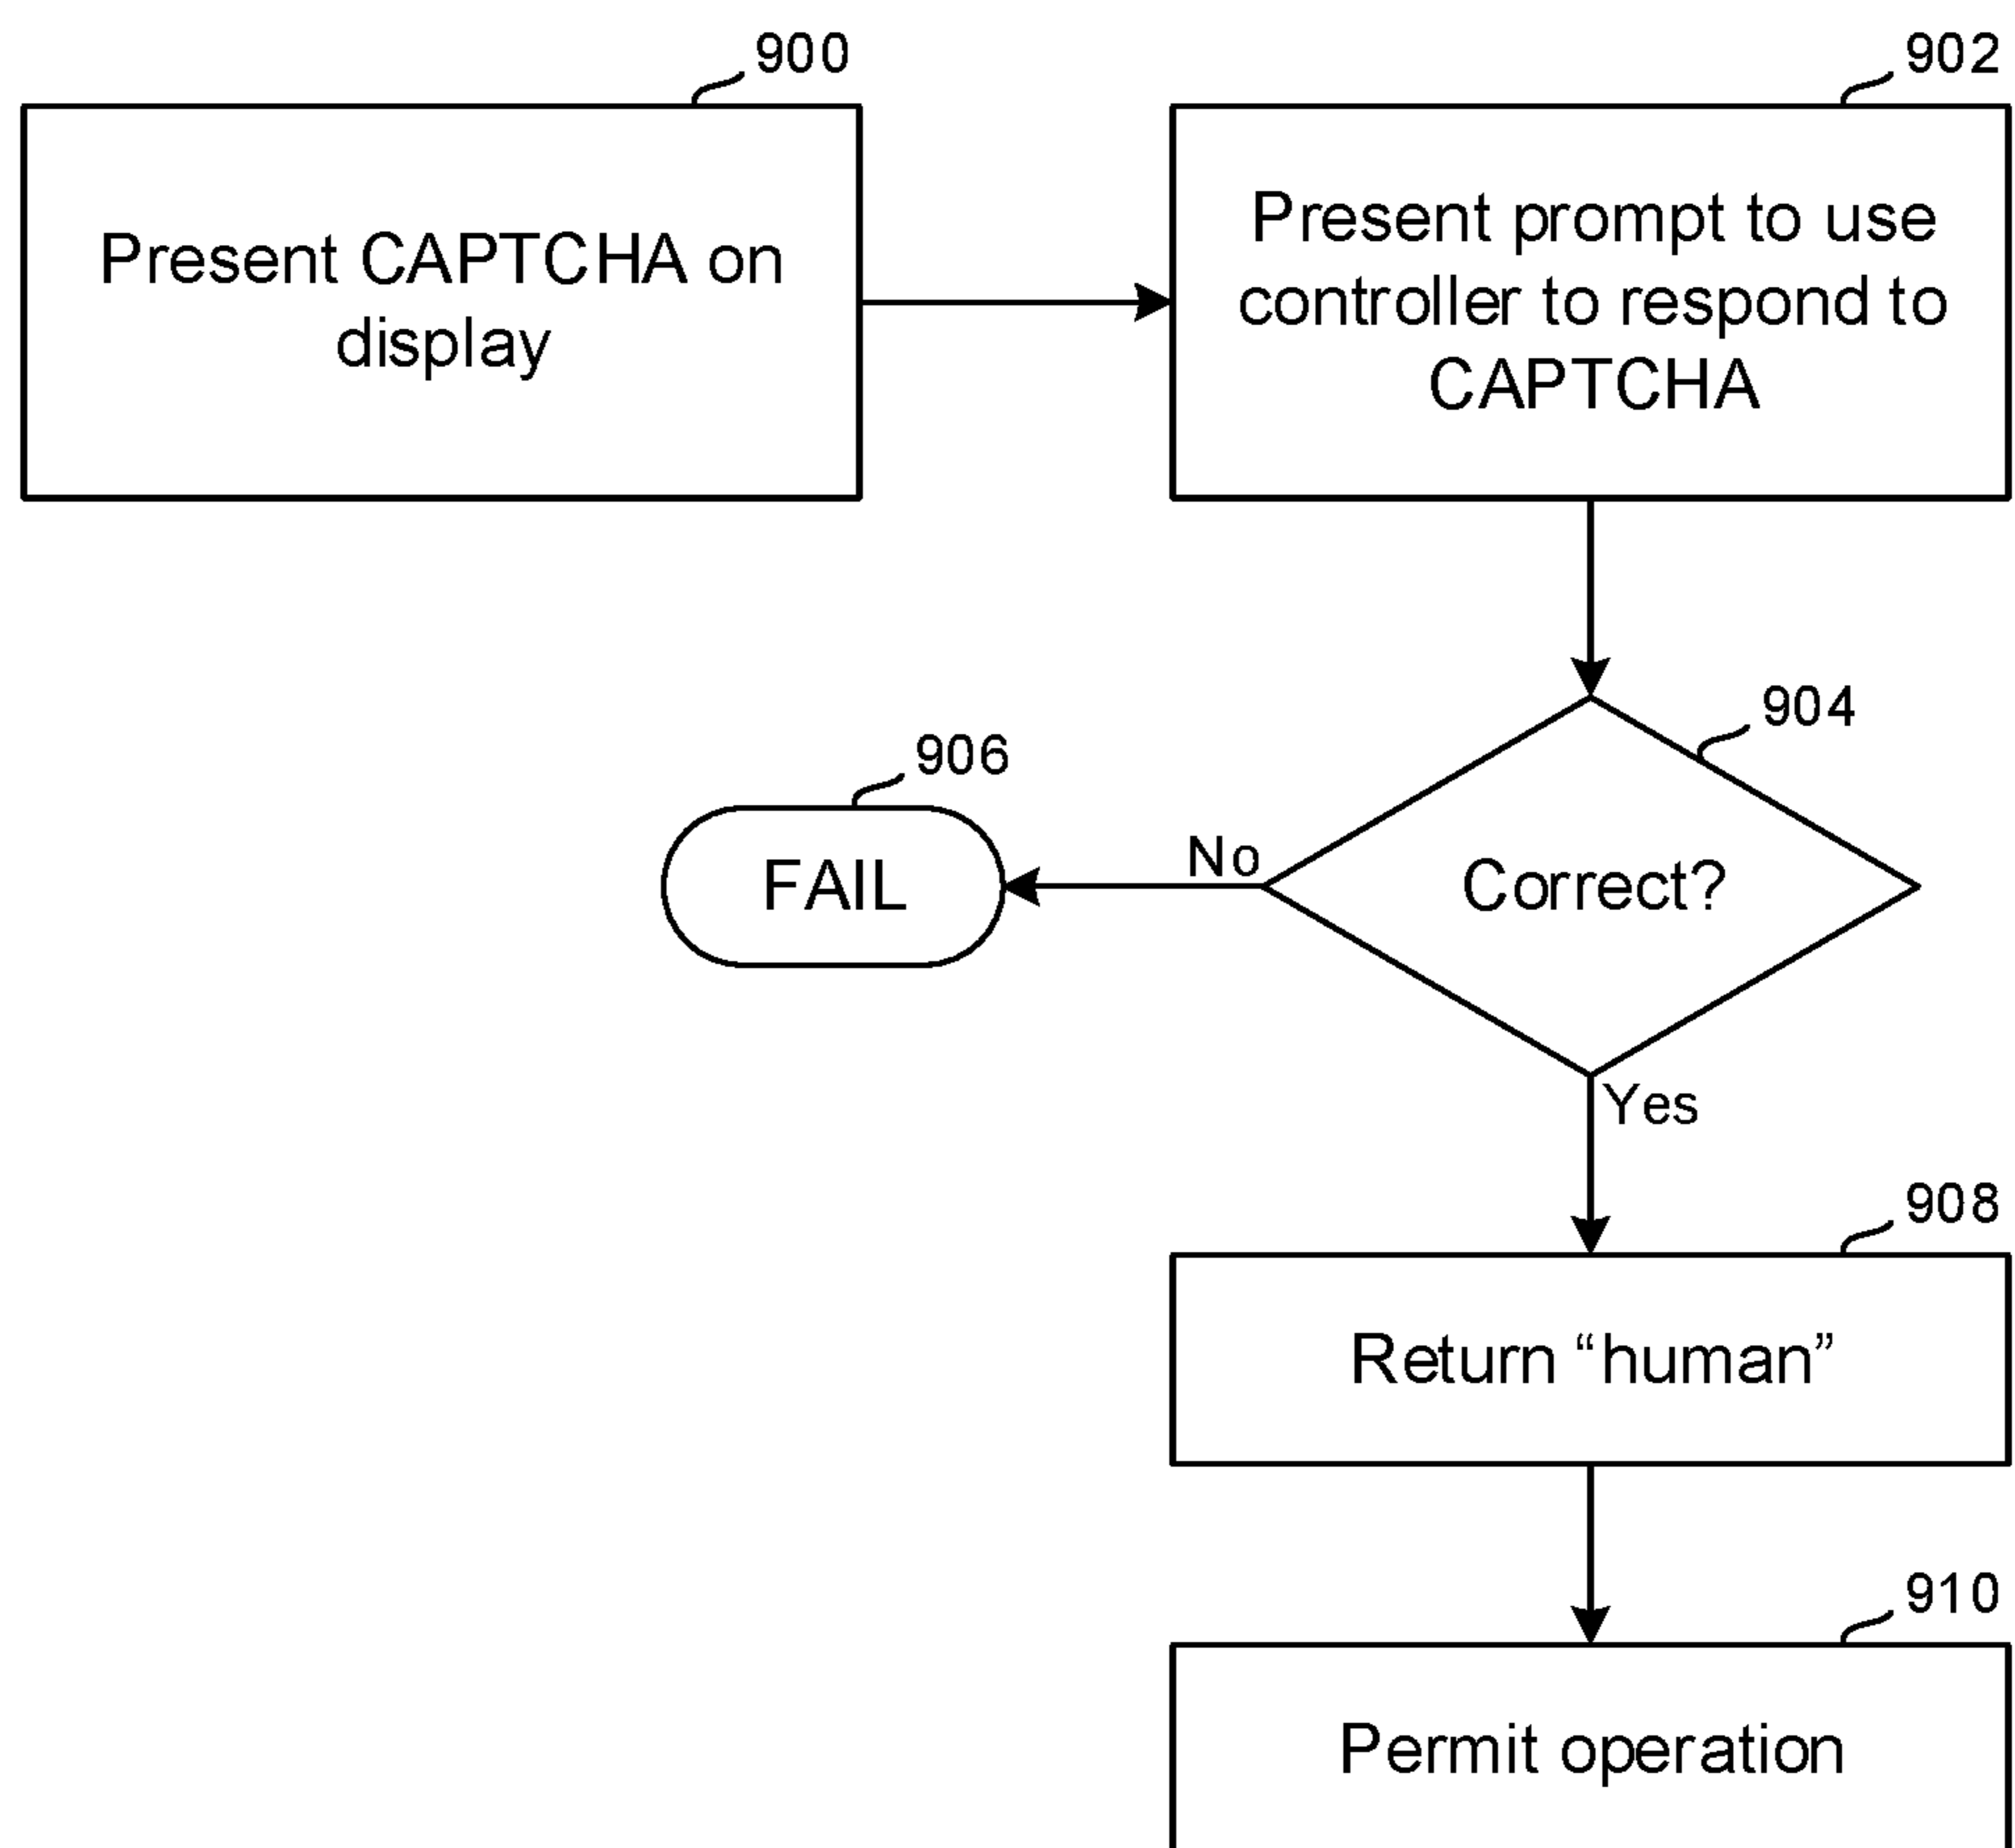 900
Present CAPTCHA on
display
902
Present prompt to use
controller to respond to
CAPTCHA
904
Correct?
No
906
FAIL
Yes
908
Return “human”
910
Permit operation